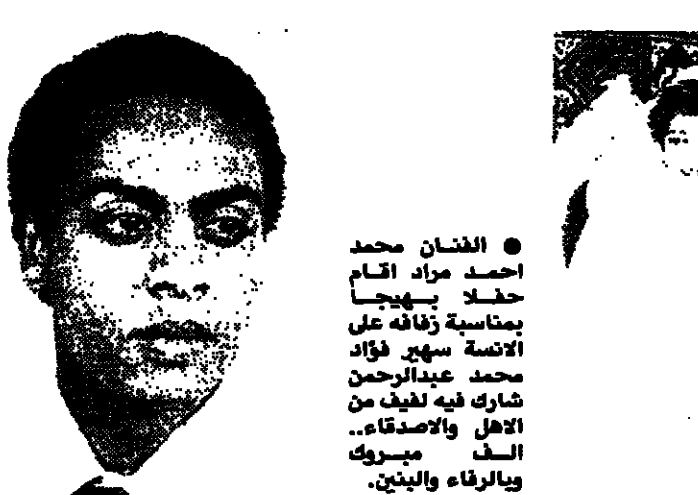 ● الفنان محمد
احمد مراد اقام
حفلا بهيجا
بمناسبة زفافه على
الانسة سهير فؤاد
محمد عبدالرحمن
شارك فيه لفيف من
الاهل والاصدقاء..
الف مبروك
وبالرفاء والبنين.